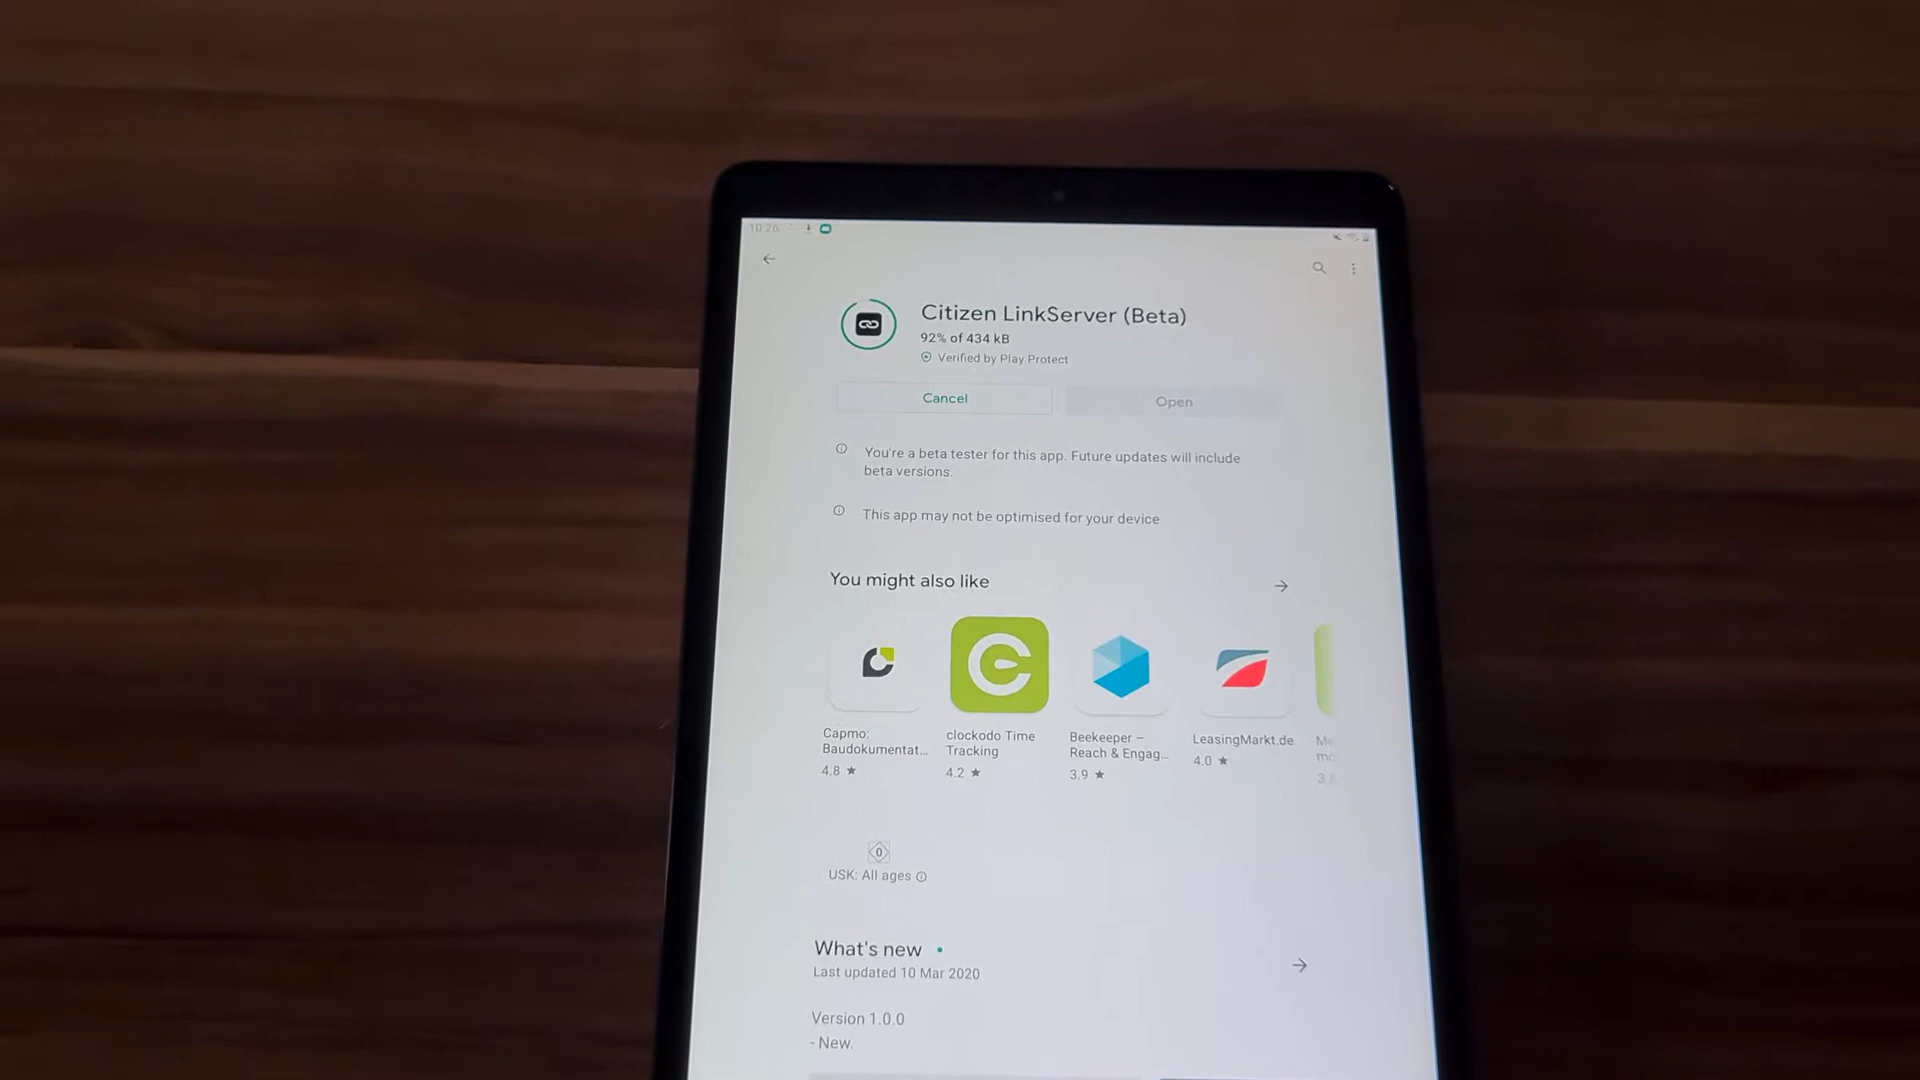 10:26
Citizen LinkServer (Beta)
92% of 434 kB
Verified by Play Protect
Cancel
Open
You're a beta tester for this app. Future updates will include
beta versions.
This app may not be optimised for your device
You might also like
Capmo:
Baudokumentat...
4.8 ★
clockodo Time
Tracking
4.2 ★
Beekeeper –
Reach & Engag...
3.9 ★
LeasingMarkt.de
4.0 ★
0
USK: All ages
What's new
Last updated 10 Mar 2020
Version 1.0.0
- New.